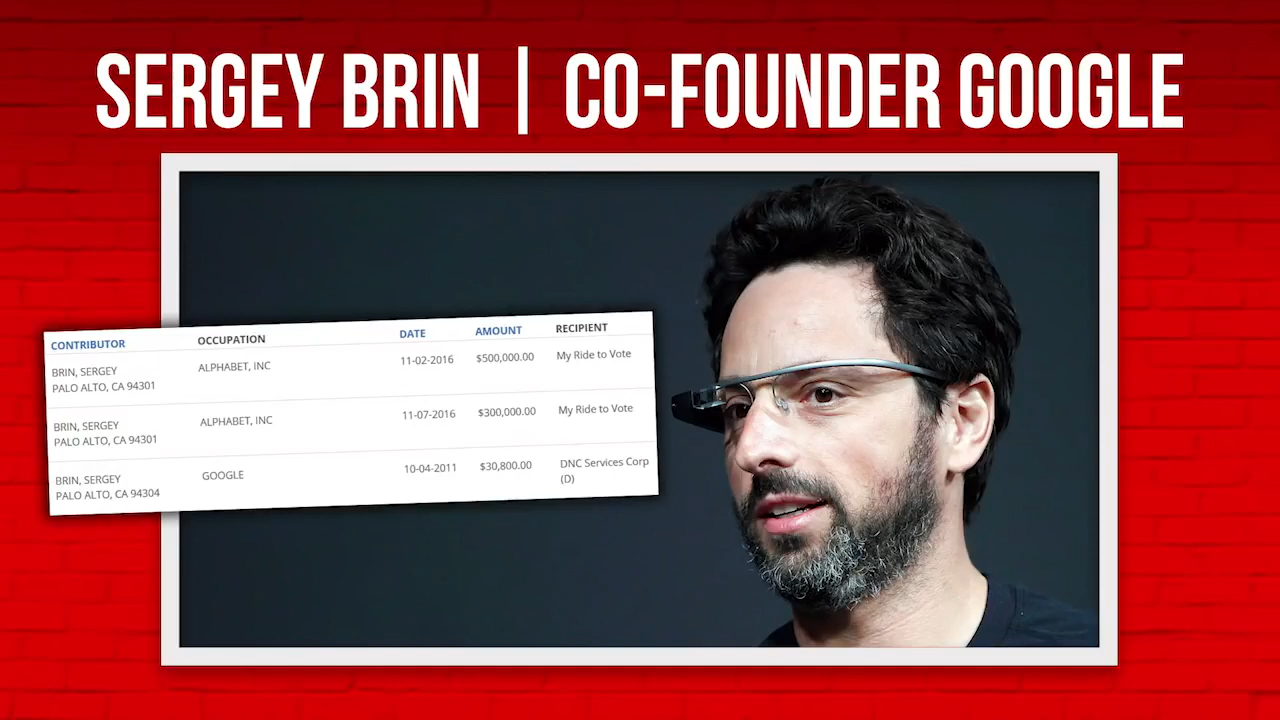 SERGEY BRIN | CO-FOUNDER GOOGLE
CONTRIBUTOR OCCUPATION DATE AMOUNT RECIPIENT
BRIN, SERGEY ALPHABET, INC 11-02-2016 $500,000.00 My Ride to Vote
PALO ALTO, CA 94301
BRIN, SERGEY ALPHABET, INC 11-07-2016 $300,000.00 My Ride to Vote
PALO ALTO, CA 94301
BRIN, SERGEY GOOGLE 10-04-2011 $30,800.00 DNC Services Corp
PALO ALTO, CA 94304 (D)